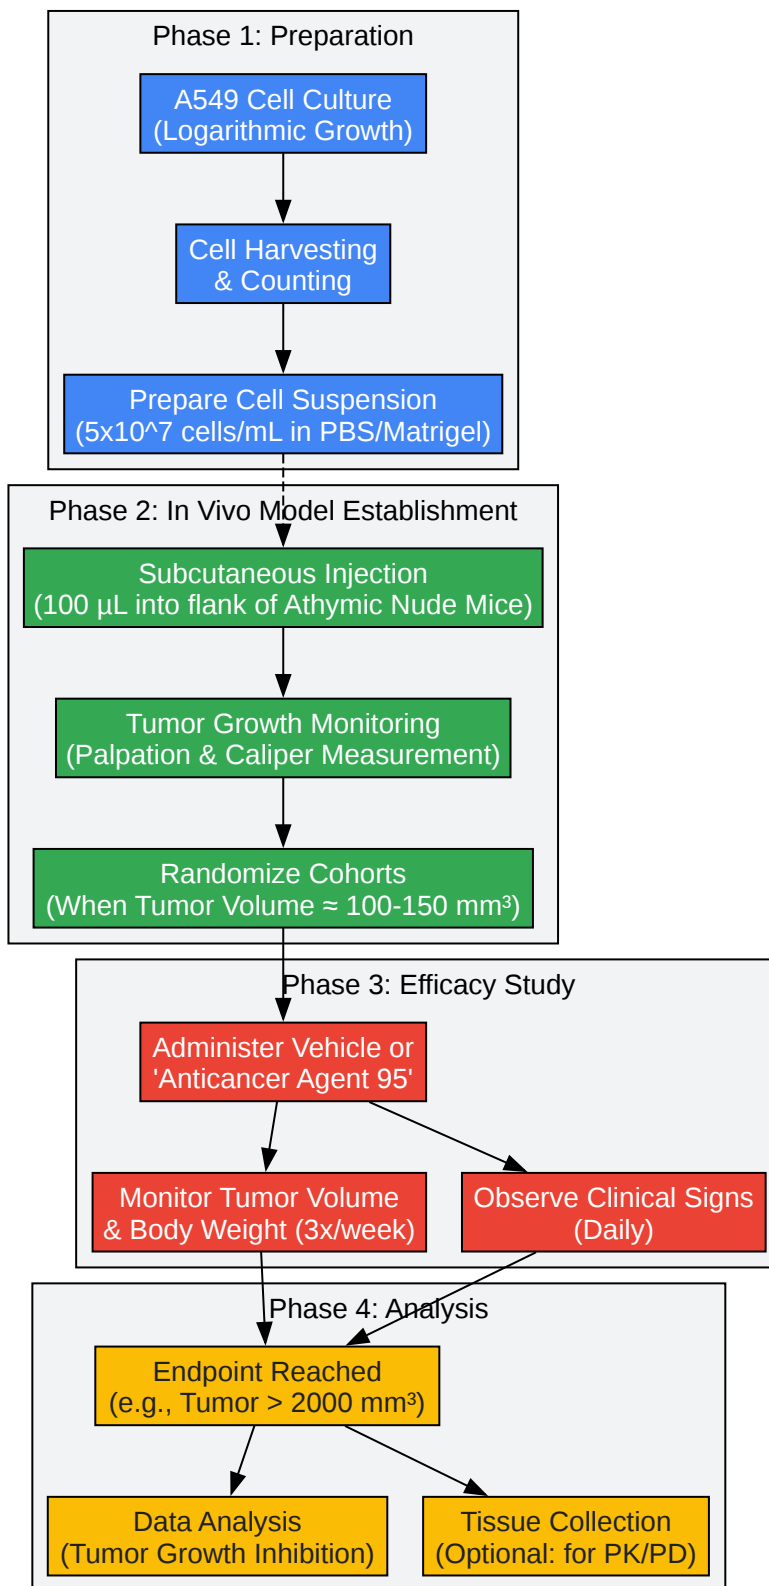 Phase 1: Preparation
A549 Cell Culture
(Logarithmic Growth)
Cell Harvesting
& Counting
Prepare Cell Suspension
(5x10^7 cells/mL in PBS/Matrigel)
Phase 2: In Vivo Model Establishment
Subcutaneous Injection
(100 µL into flank of Athymic Nude Mice)
Tumor Growth Monitoring
(Palpation & Caliper Measurement)
Randomize Cohorts
(When Tumor Volume ≈ 100-150 mm³)
Phase 3: Efficacy Study
Administer Vehicle or
'Anticancer Agent 95'
Monitor Tumor Volume
& Body Weight (3x/week)
Observe Clinical Signs
(Daily)
Phase 4: Analysis
Endpoint Reached
(e.g., Tumor > 2000 mm³)
Data Analysis
(Tumor Growth Inhibition)
Tissue Collection
(Optional: for PK/PD)